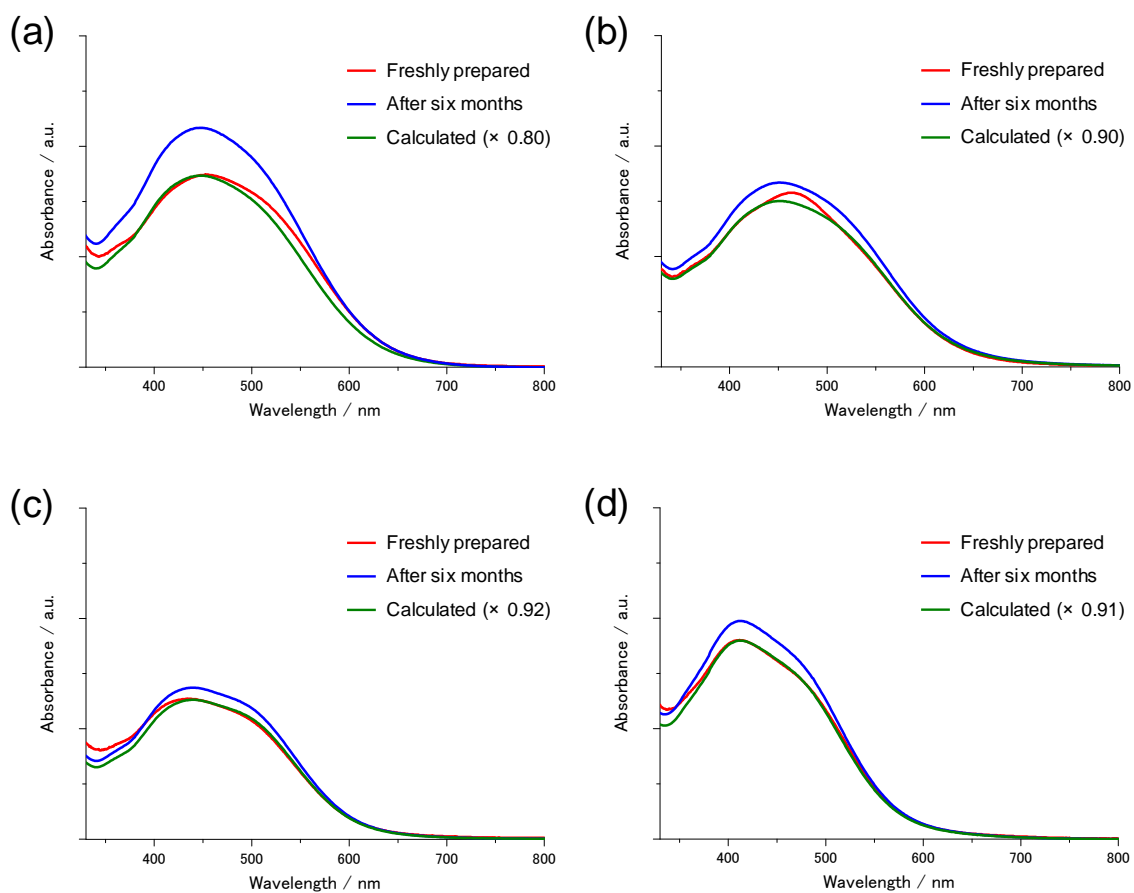 (a)
Freshly prepared
After six months
Calculated (× 0.80)
Absorbance / a.u.
400 500 600 700 800
Wavelength / nm
(b)
Freshly prepared
After six months
Calculated (× 0.90)
Absorbance / a.u.
400 500 600 700 800
Wavelength / nm
(c)
Freshly prepared
After six months
Calculated (× 0.92)
Absorbance / a.u.
400 500 600 700 800
Wavelength / nm
(d)
Freshly prepared
After six months
Calculated (× 0.91)
Absorbance / a.u.
400 500 600 700 800
Wavelength / nm